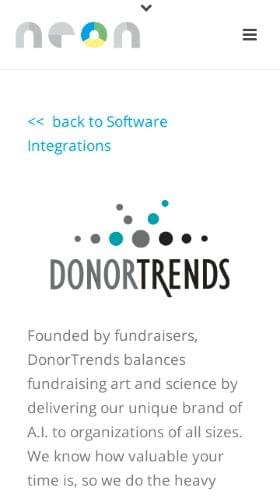 neon
<< back to Software
Integrations
DONORTRENDS
Founded by fundraisers,
DonorTrends balances
fundraising art and science by
delivering our unique brand of
A.I. to organizations of all sizes.
We know how valuable your
time is, so we do the heavy